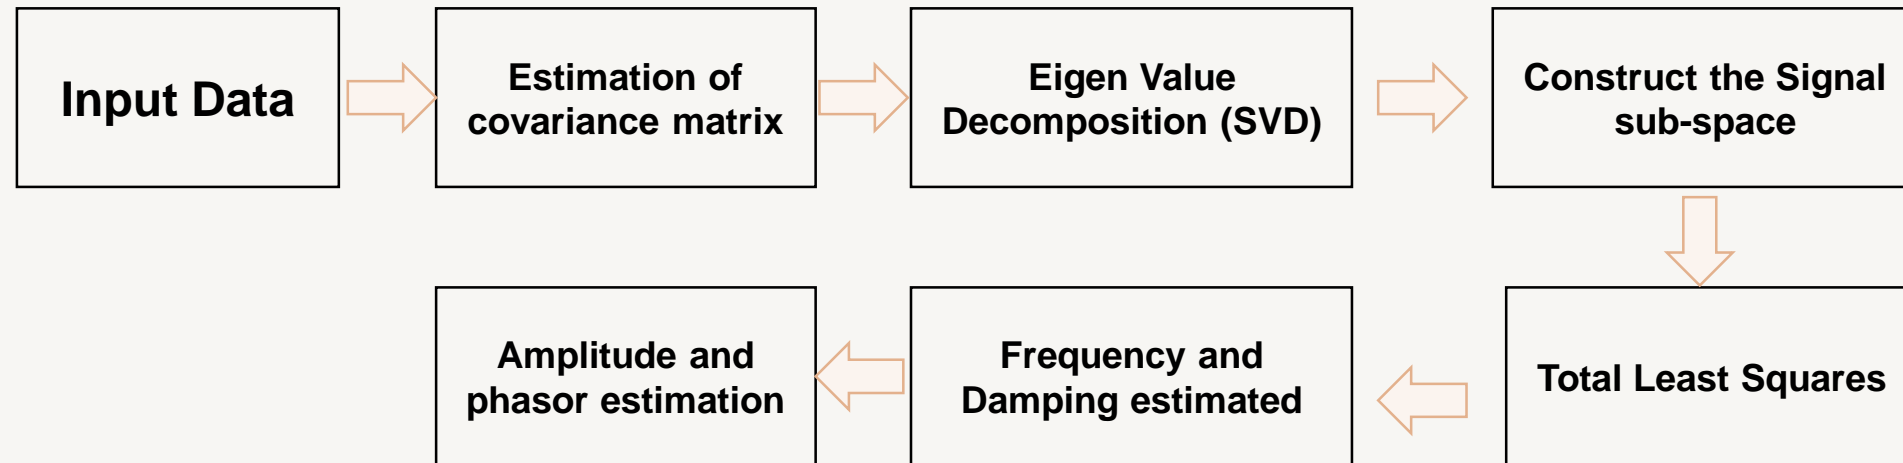 Input Data
Estimation of
covariance matrix
Eigen Value
Decomposition (SVD)
Construct the Signal
sub-space
Total Least Squares
Frequency and
Damping estimated
Amplitude and
phasor estimation